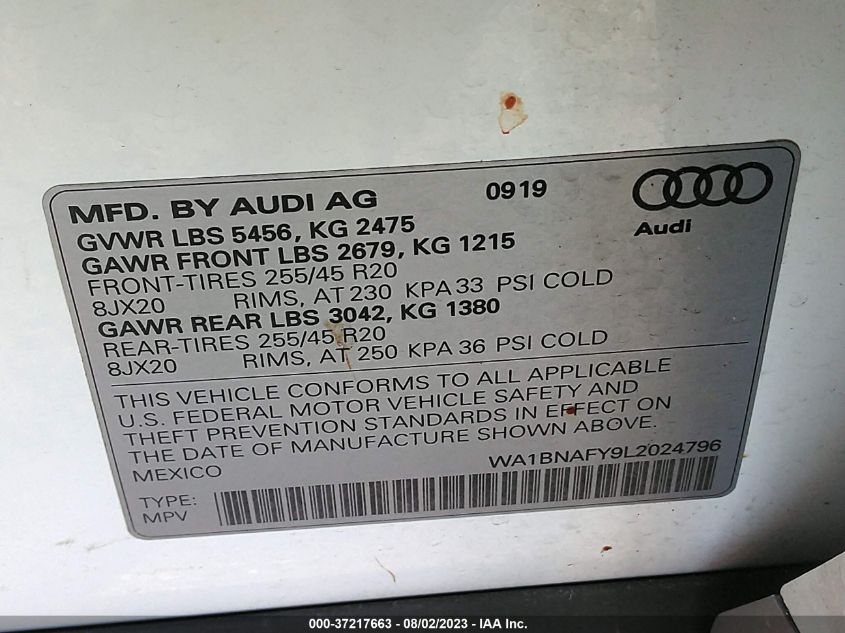 MFD. BY AUDI AG 0919
Audi
GVWR LBS 5456, KG 2475
GAWR FRONT LBS 2679, KG 1215
FRONT-TIRES 255/45 R20
8JX20 RIMS, AT 230 KPA 33 PSI COLD
GAWR REAR LBS 3042, KG 1380
REAR-TIRES 255/45 R20
8JX20 RIMS, AT 250 KPA 36 PSI COLD
THIS VEHICLE CONFORMS TO ALL APPLICABLE
U.S. FEDERAL MOTOR VEHICLE SAFETY AND
THEFT PREVENTION STANDARDS IN EFFECT ON
THE DATE OF MANUFACTURE SHOWN ABOVE.
MEXICO WA1BNAFY9L2024796
TYPE:
MPV
000-37217663 - 08/02/2023 - IAA Inc.